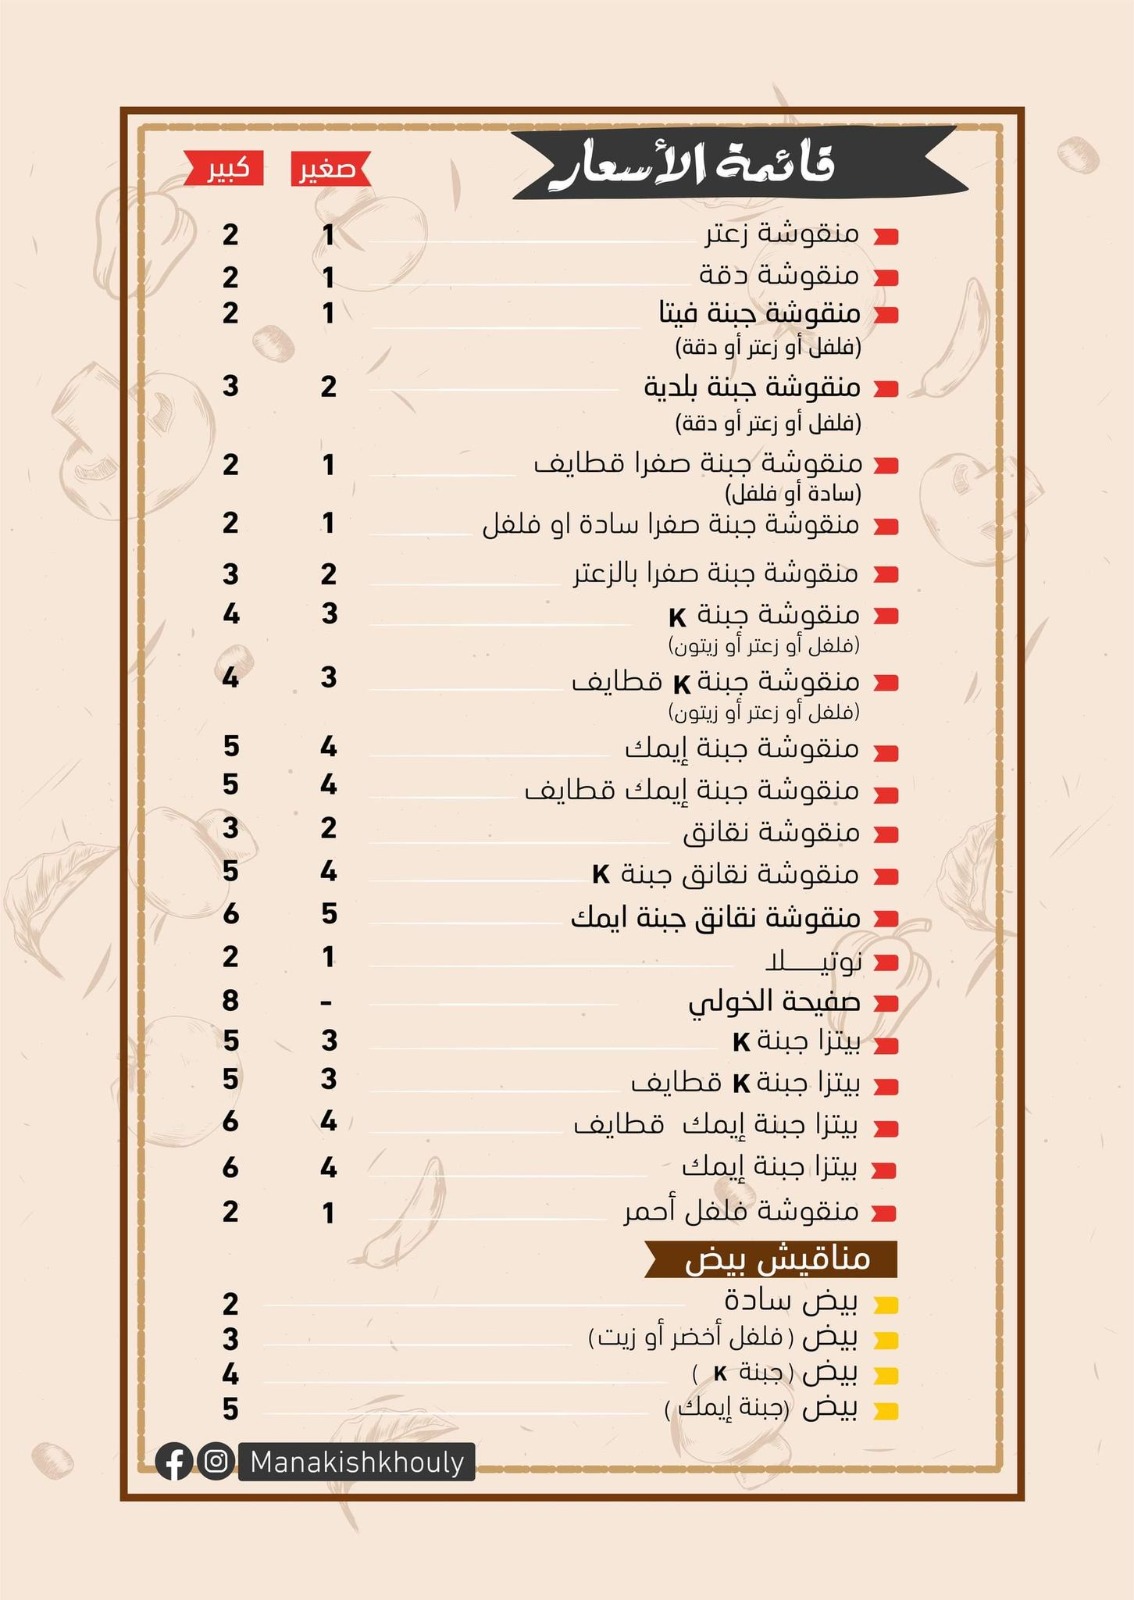 قائمة الأسعار
صغير كبير
منقوشة زعتر 1 2
منقوشة دقة 1 2
منقوشة جبنة فيتا 1 2
(فلفل أو زعتر أو دقة)
منقوشة جبنة بلدية 2 3
(فلفل أو زعتر أو دقة)
منقوشة جبنة صفرا قطايف 1 2
(سادة أو فلفل)
منقوشة جبنة صفرا سادة او فلفل 1 2
منقوشة جبنة صفرا بالزعتر 2 3
منقوشة جبنة K 3 4
(فلفل أو زعتر أو زيتون)
منقوشة جبنة K قطايف 3 4
(فلفل أو زعتر أو زيتون)
منقوشة جبنة إيمك 4 5
منقوشة جبنة إيمك قطايف 4 5
منقوشة نقانق 2 3
منقوشة نقانق جبنة K 4 5
منقوشة نقانق جبنة ايمك 5 6
نوتيــــلا 1 2
صفيحة الخولي - 8
بيتزا جبنة K 3 5
بيتزا جبنة K قطايف 3 5
بيتزا جبنة إيمك قطايف 4 6
بيتزا جبنة إيمك 4 6
منقوشة فلفل أحمر 1 2
مناقيش بيض
بيض سادة 2
بيض (فلفل أخضر أو زيت) 3
بيض (جبنة K ) 4
بيض (جبنة إيمك ) 5
Manakishkhouly